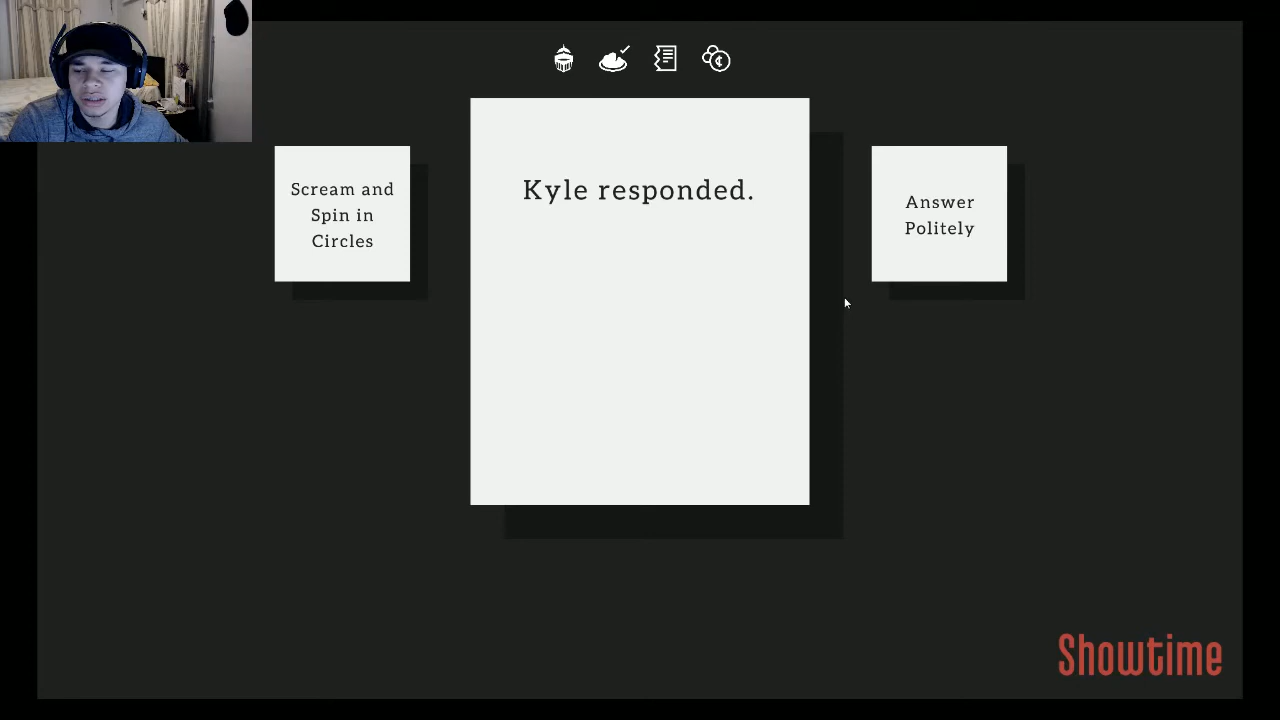 Scream and
Spin in
Circles
Kyle responded.
Answer
Politely
Showtime